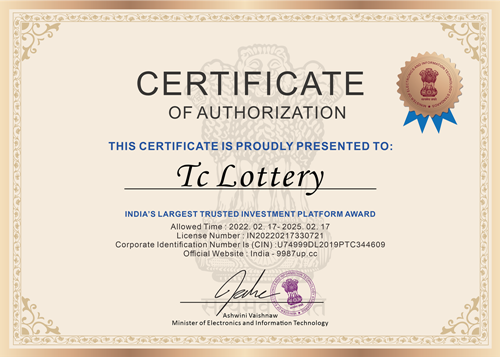 CERTIFICATE
OF AUTHORIZATION
THIS CERTIFICATE IS PROUDLY PRESENTED TO:
Tc Lottery
INDIA'S LARGEST TRUSTED INVESTMENT PLATFORM AWARD
Allowed Time : 2022. 02. 17- 2025. 02. 17
License Number : IN20220217330721
Corporate Identification Number Is (CIN) :U74999DL2019PTC344609
Official Website : India - 9987up.cc
Ashwini Vaishnaw
Minister of Electronics and Information Technology